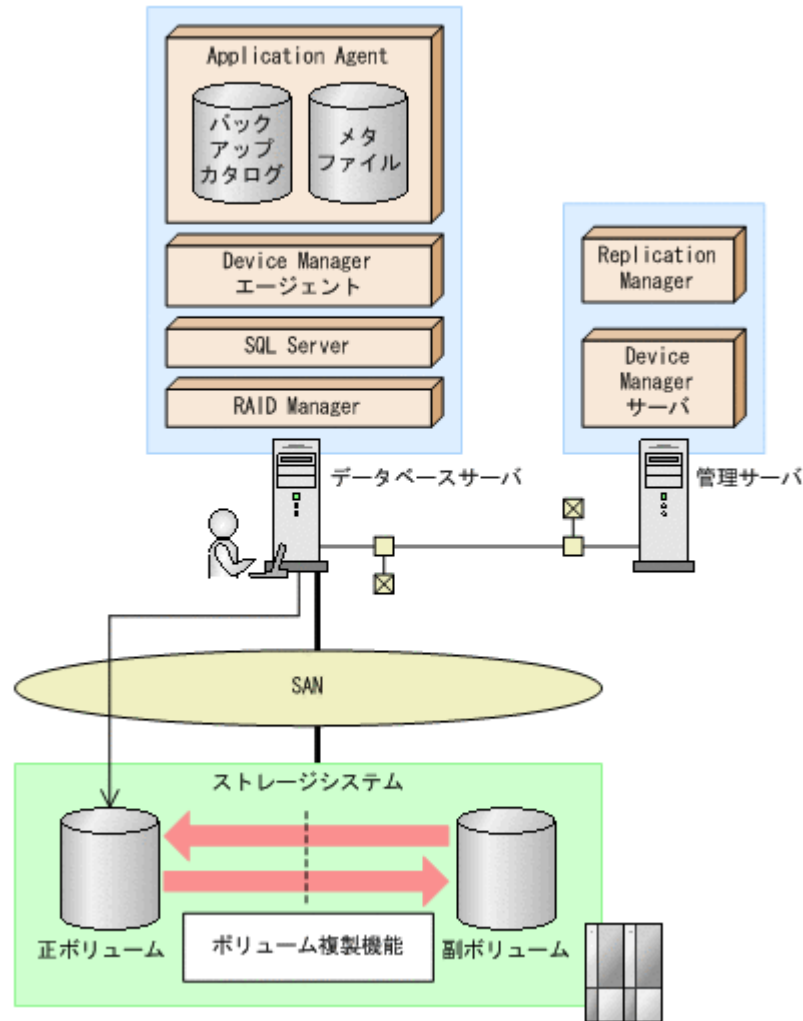 Application Agent
バック
アップ
カタログ
メタ
ファイル
Device Manager
エージェント
SQL Server
RAID Manager
Replication
Manager
Device
Manager
サーバ
データベースサーバ
管理サーバ
SAN
ストレージシステム
正ボリューム
ボリューム複製機能
副ボリューム